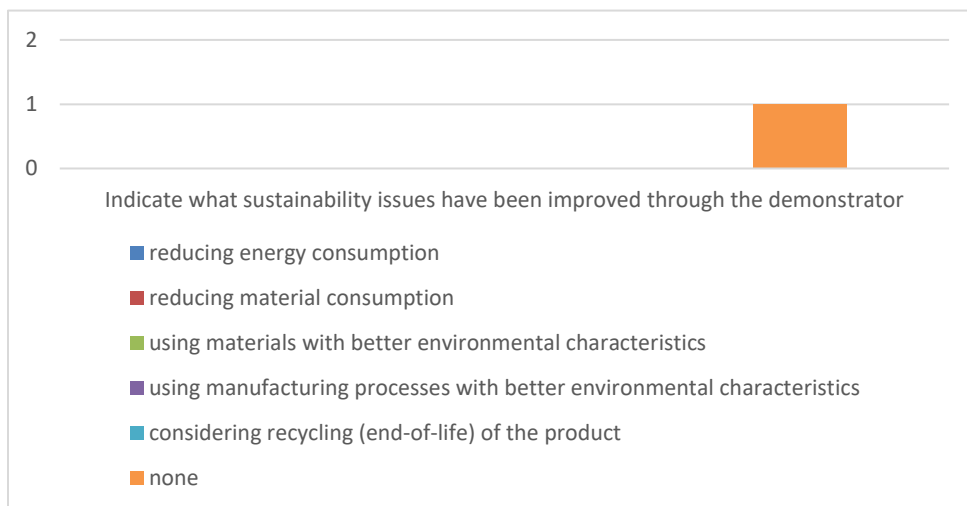 2
1
0
Indicate what sustainability issues have been improved through the demonstrator
reducing energy consumption
reducing material consumption
using materials with better environmental characteristics
using manufacturing processes with better environmental characteristics
considering recycling (end-of-life) of the product
none